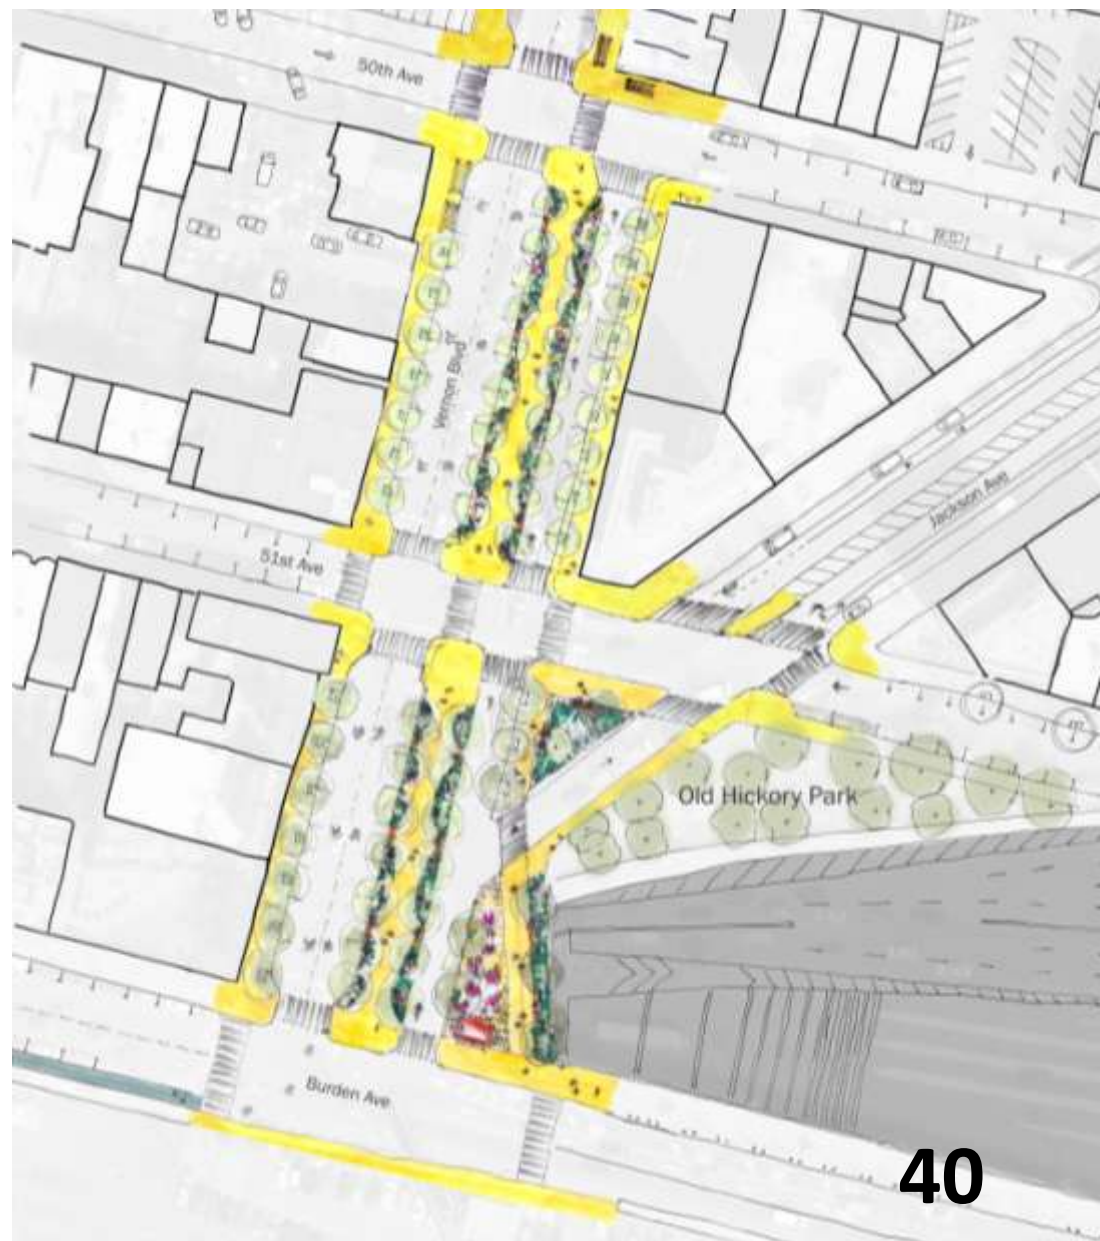 50th Ave
Vernon Blvd
Jackson Ave
51st Ave
Old Hickory Park
Burden Ave
40